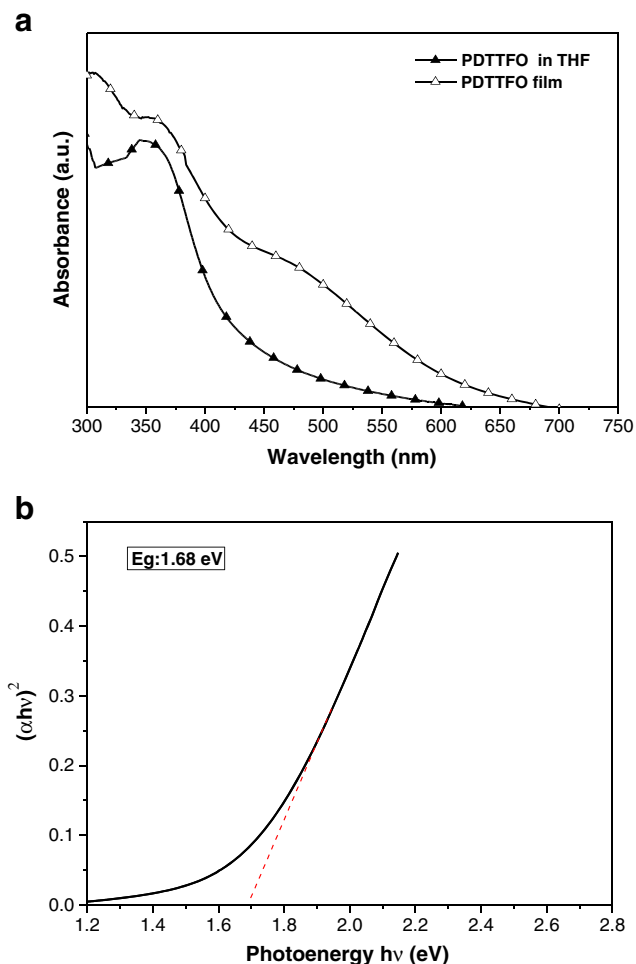 a
PDTTFO in THF
PDTTFO film
Absorbance (a.u.)
300 350 400 450 500 550 600 650 700 750
Wavelength (nm)
b
Eg:1.68 eV
0.5
0.4
0.3
0.2
0.1
0.0
(αhν)²
1.2 1.4 1.6 1.8 2.0 2.2 2.4 2.6 2.8
Photoenergy hν (eV)